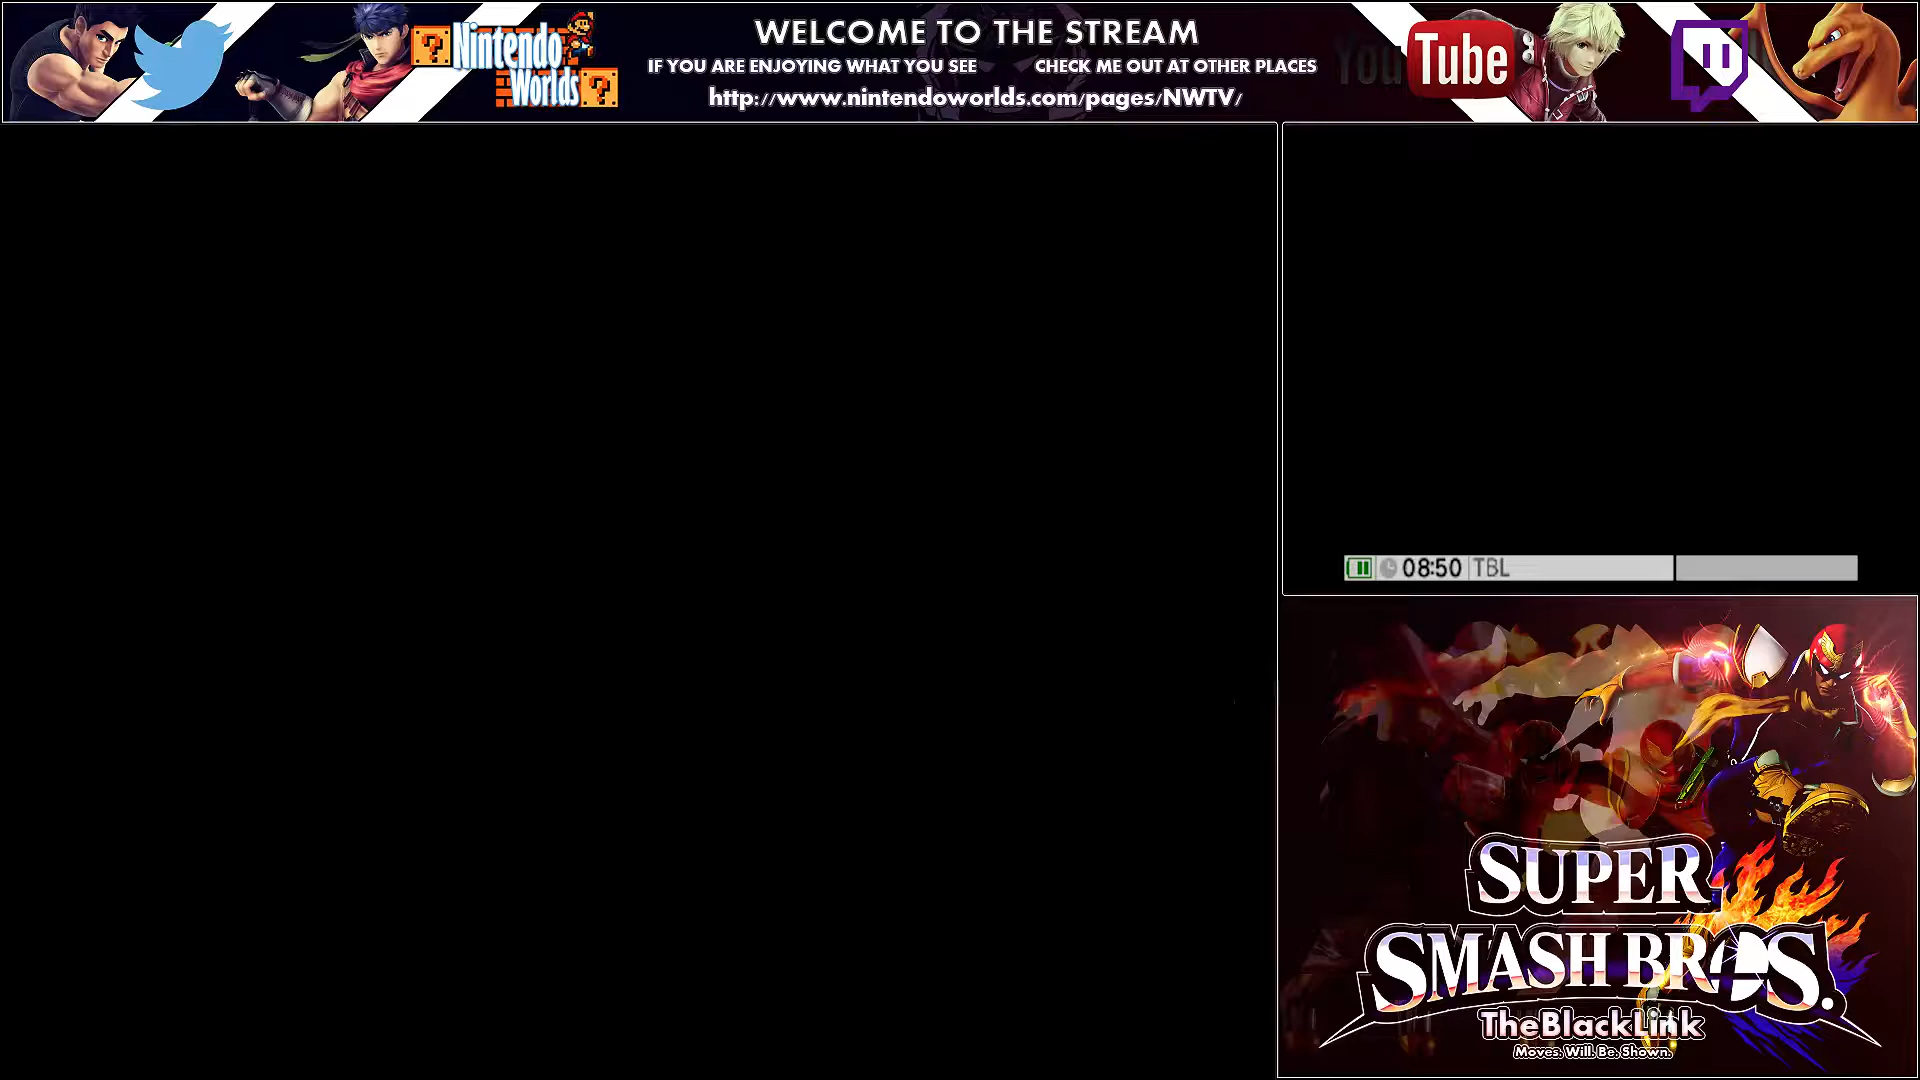 Nintendo
Worlds
WELCOME TO THE STREAM
IF YOU ARE ENJOYING WHAT YOU SEE
CHECK ME OUT AT OTHER PLACES
http://www.nintendoworlds.com/pages/NWTV/
You Tube
08:50 TBL
SUPER
SMASH BROS.
TheBlackLink
Moves.Will.Be.Shown.